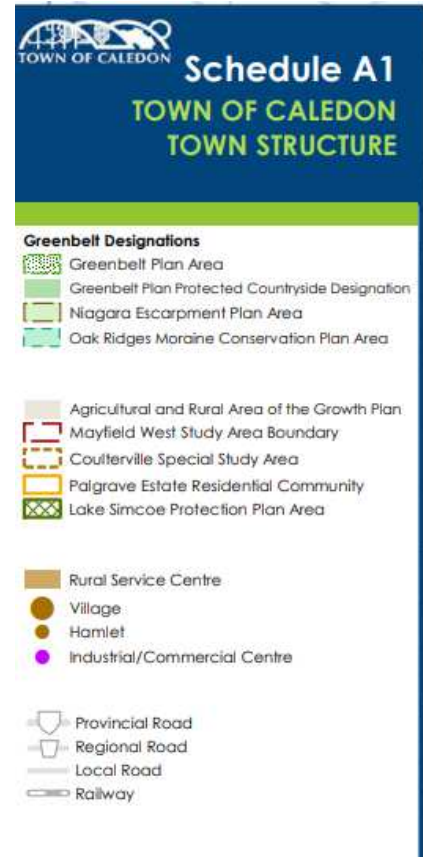 TOWN OF CALEDON
Schedule A1
TOWN OF CALEDON
TOWN STRUCTURE
Greenbelt Designations
Greenbelt Plan Area
Greenbelt Plan Protected Countryside Designation
Niagara Escarpment Plan Area
Oak Ridges Moraine Conservation Plan Area
Agricultural and Rural Area of the Growth Plan
Mayfield West Study Area Boundary
Coulterville Special Study Area
Palgrave Estate Residential Community
Lake Simcoe Protection Plan Area
Rural Service Centre
Village
Hamlet
Industrial/Commercial Centre
Provincial Road
Regional Road
Local Road
Railway